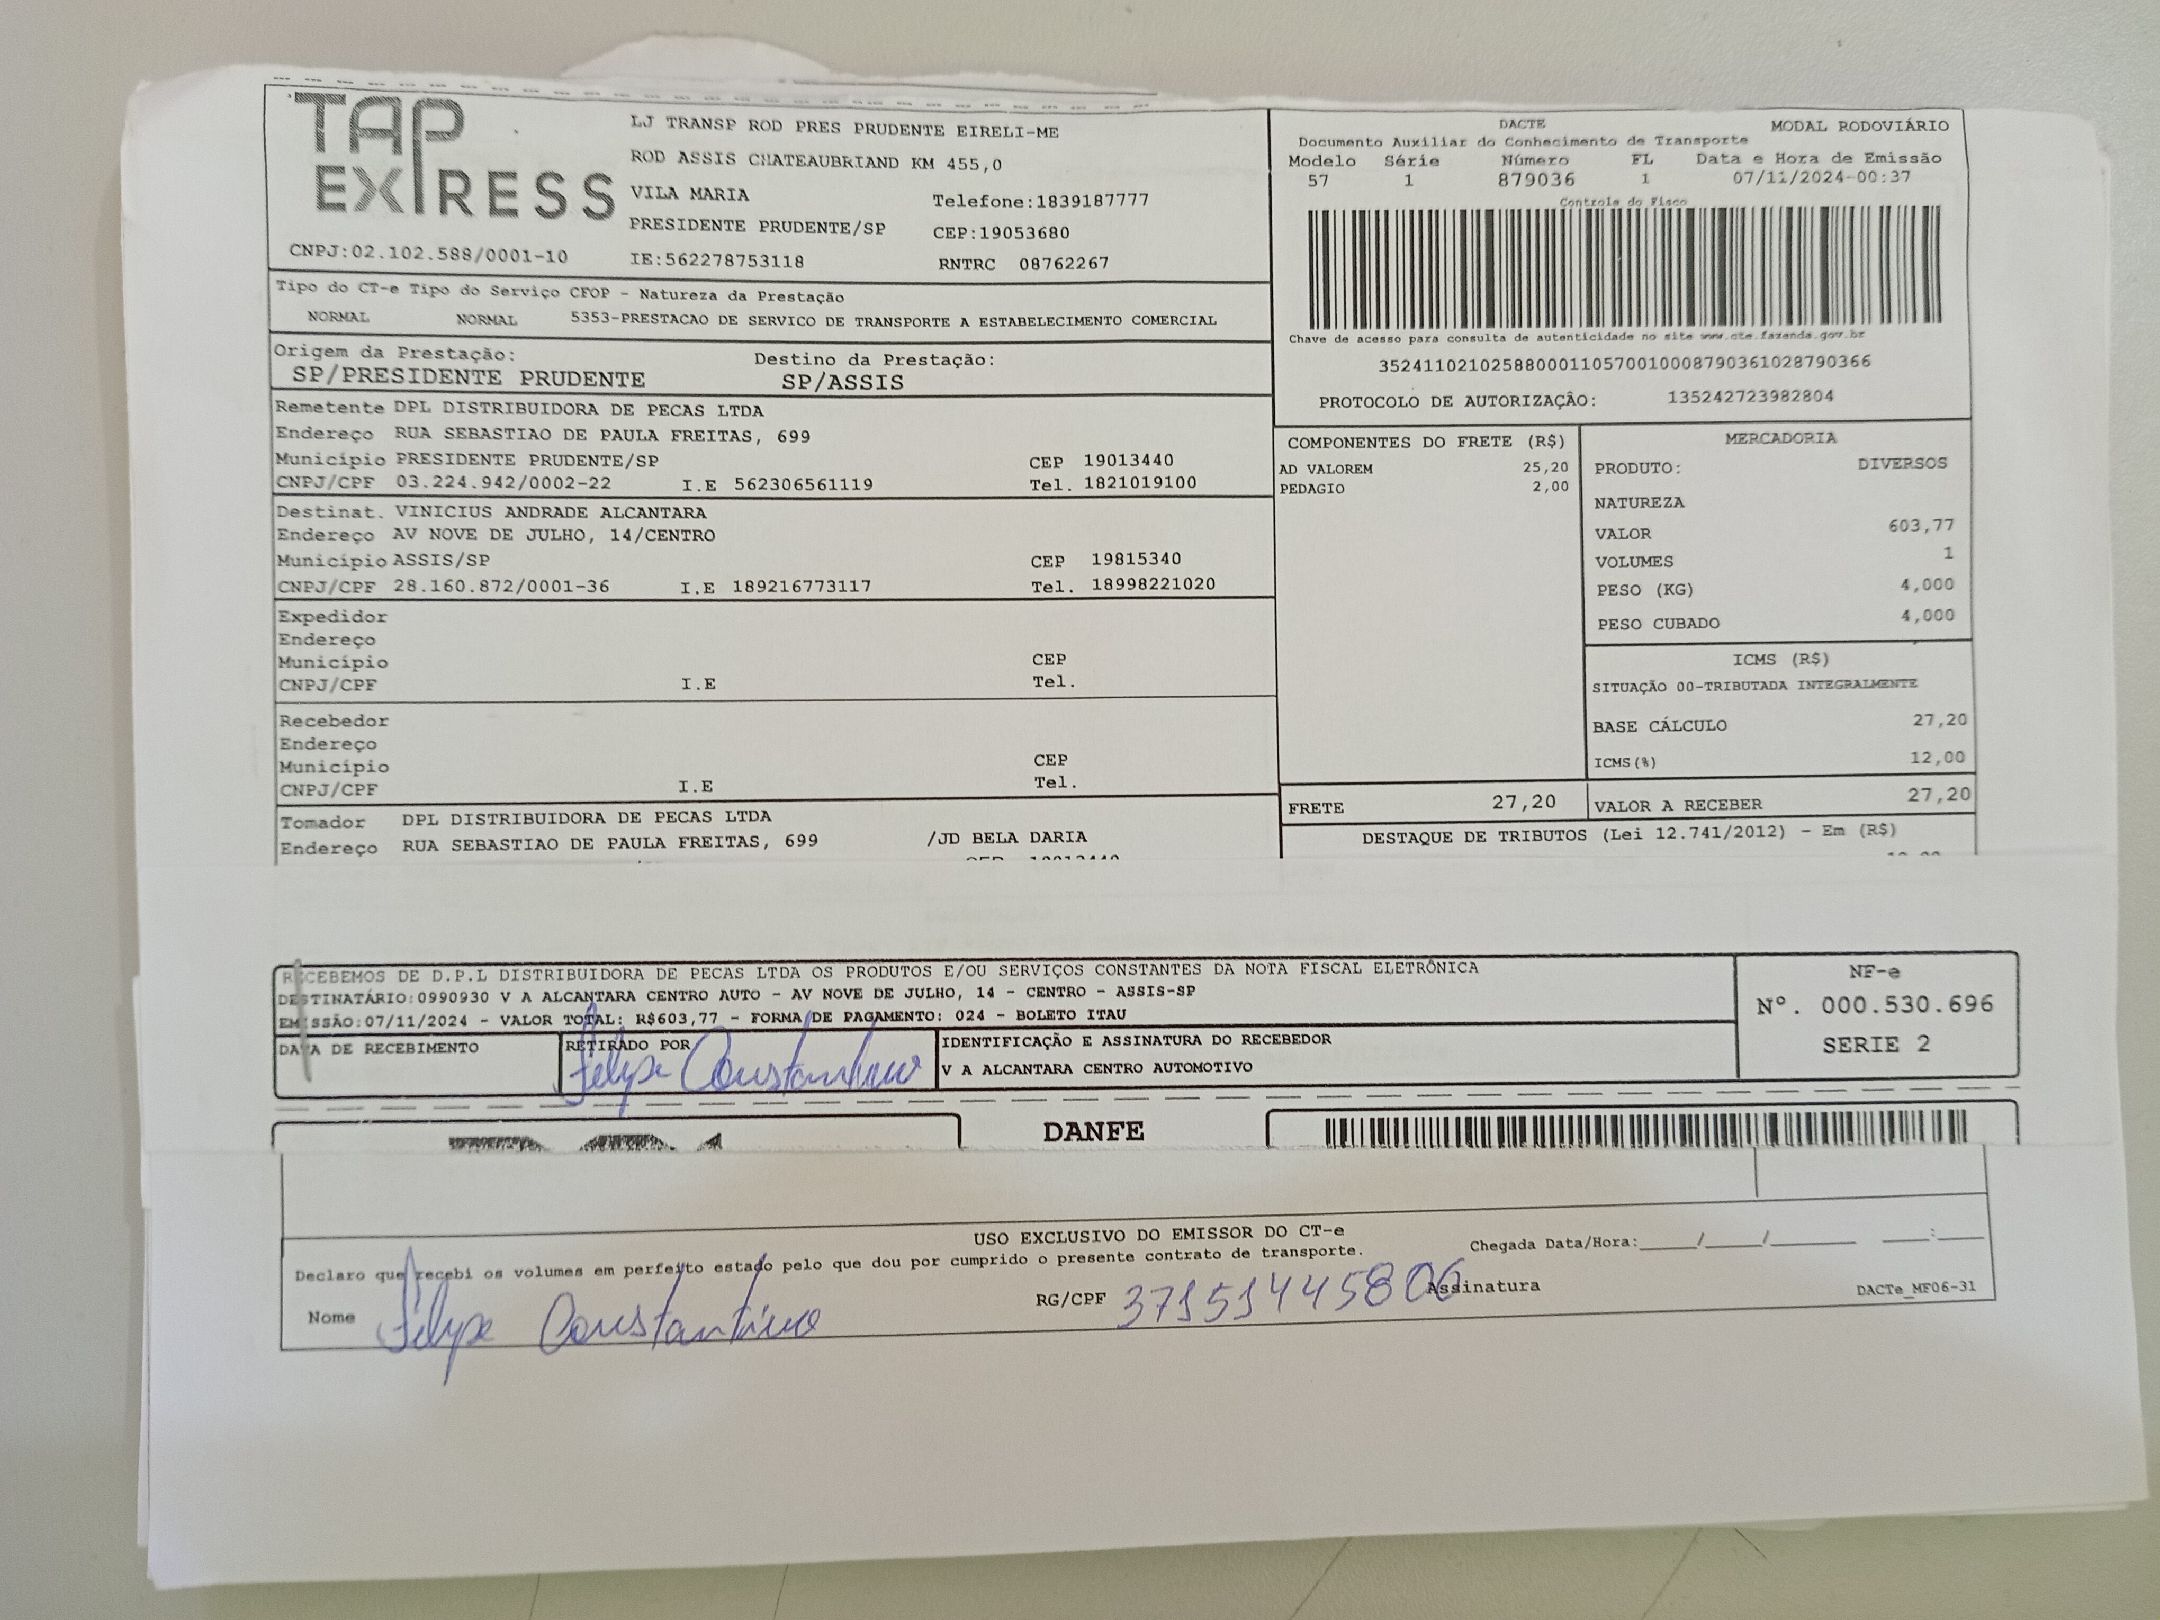 TAP EXPRESS
LJ TRANSP ROD PRES PRUDENTE EIRELI-ME
ROD ASSIS CHATEAUBRIAND KM 455,0
VILA MARIA Telefone:1839187777
PRESIDENTE PRUDENTE/SP CEP:19053680
CNPJ:02.102.588/0001-10 IE:562278753118 RNTRC 08762267
DACTE MODAL RODOVIÁRIO
Documento Auxiliar do Conhecimento de Transporte
Modelo Série Número FL Data e Hora de Emissão
57 1 879036 1 07/11/2024-00:37
Controle do Fisco
Chave de acesso para consulta de autenticidade no site www.cte.fazenda.gov.br
35241102102588000110570010008790361028790366
PROTOCOLO DE AUTORIZAÇÃO: 135242723982804
Tipo do CT-e Tipo do Serviço CFOP - Natureza da Prestação
NORMAL NORMAL 5353-PRESTACAO DE SERVICO DE TRANSPORTE A ESTABELECIMENTO COMERCIAL
Origem da Prestação: Destino da Prestação:
SP/PRESIDENTE PRUDENTE SP/ASSIS
Remetente DPL DISTRIBUIDORA DE PECAS LTDA
Endereço RUA SEBASTIAO DE PAULA FREITAS, 699
Município PRESIDENTE PRUDENTE/SP CEP 19013440
CNPJ/CPF 03.224.942/0002-22 I.E 562306561119 Tel. 1821019100
Destinat. VINICIUS ANDRADE ALCANTARA
Endereço AV NOVE DE JULHO, 14/CENTRO
Município ASSIS/SP CEP 19815340
CNPJ/CPF 28.160.872/0001-36 I.E 189216773117 Tel. 18998221020
Expedidor
Endereço
Município CEP
CNPJ/CPF I.E Tel.
Recebedor
Endereço
Município CEP
CNPJ/CPF I.E Tel.
Tomador DPL DISTRIBUIDORA DE PECAS LTDA
Endereço RUA SEBASTIAO DE PAULA FREITAS, 699 /JD BELA DARIA
COMPONENTES DO FRETE (R$)
AD VALOREM 25,20
PEDAGIO 2,00
MERCADORIA
PRODUTO: DIVERSOS
NATUREZA
VALOR 603,77
VOLUMES 1
PESO (KG) 4,000
PESO CUBADO 4,000
ICMS (R$)
SITUAÇÃO 00-TRIBUTADA INTEGRALMENTE
BASE CÁLCULO 27,20
ICMS(%) 12,00
FRETE 27,20 VALOR A RECEBER 27,20
DESTAQUE DE TRIBUTOS (Lei 12.741/2012) - Em (R$)
RECEBEMOS DE D.P.L DISTRIBUIDORA DE PECAS LTDA OS PRODUTOS E/OU SERVIÇOS CONSTANTES DA NOTA FISCAL ELETRÔNICA
DESTINATÁRIO:0990930 V A ALCANTARA CENTRO AUTO - AV NOVE DE JULHO, 14 - CENTRO - ASSIS-SP
EMISSÃO:07/11/2024 - VALOR TOTAL: R$603,77 - FORMA DE PAGAMENTO: 024 - BOLETO ITAU
DATA DE RECEBIMENTO RETIRADO POR IDENTIFICAÇÃO E ASSINATURA DO RECEBEDOR
Felype Constantino V A ALCANTARA CENTRO AUTOMOTIVO
NF-e
Nº. 000.530.696
SERIE 2
DANFE
USO EXCLUSIVO DO EMISSOR DO CT-e
Declaro que recebi os volumes em perfeito estado pelo que dou por cumprido o presente contrato de transporte. Chegada Data/Hora:____/____/______ ___:___
Nome Felype Constantino RG/CPF 37151445806 Assinatura DACTe_MF06-31